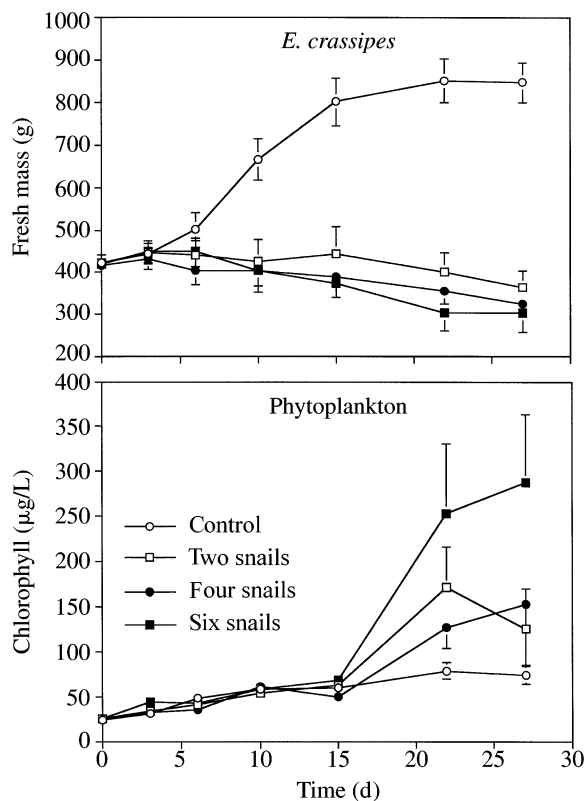 1000
E. crassipes
900
800
700
600
500
400
300
200
Fresh mass (g)
400
Phytoplankton
350
300
250
200
150
100
50
0
Chlorophyll (µg/L)
Control
Two snails
Four snails
Six snails
0 5 10 15 20 25 30
Time (d)